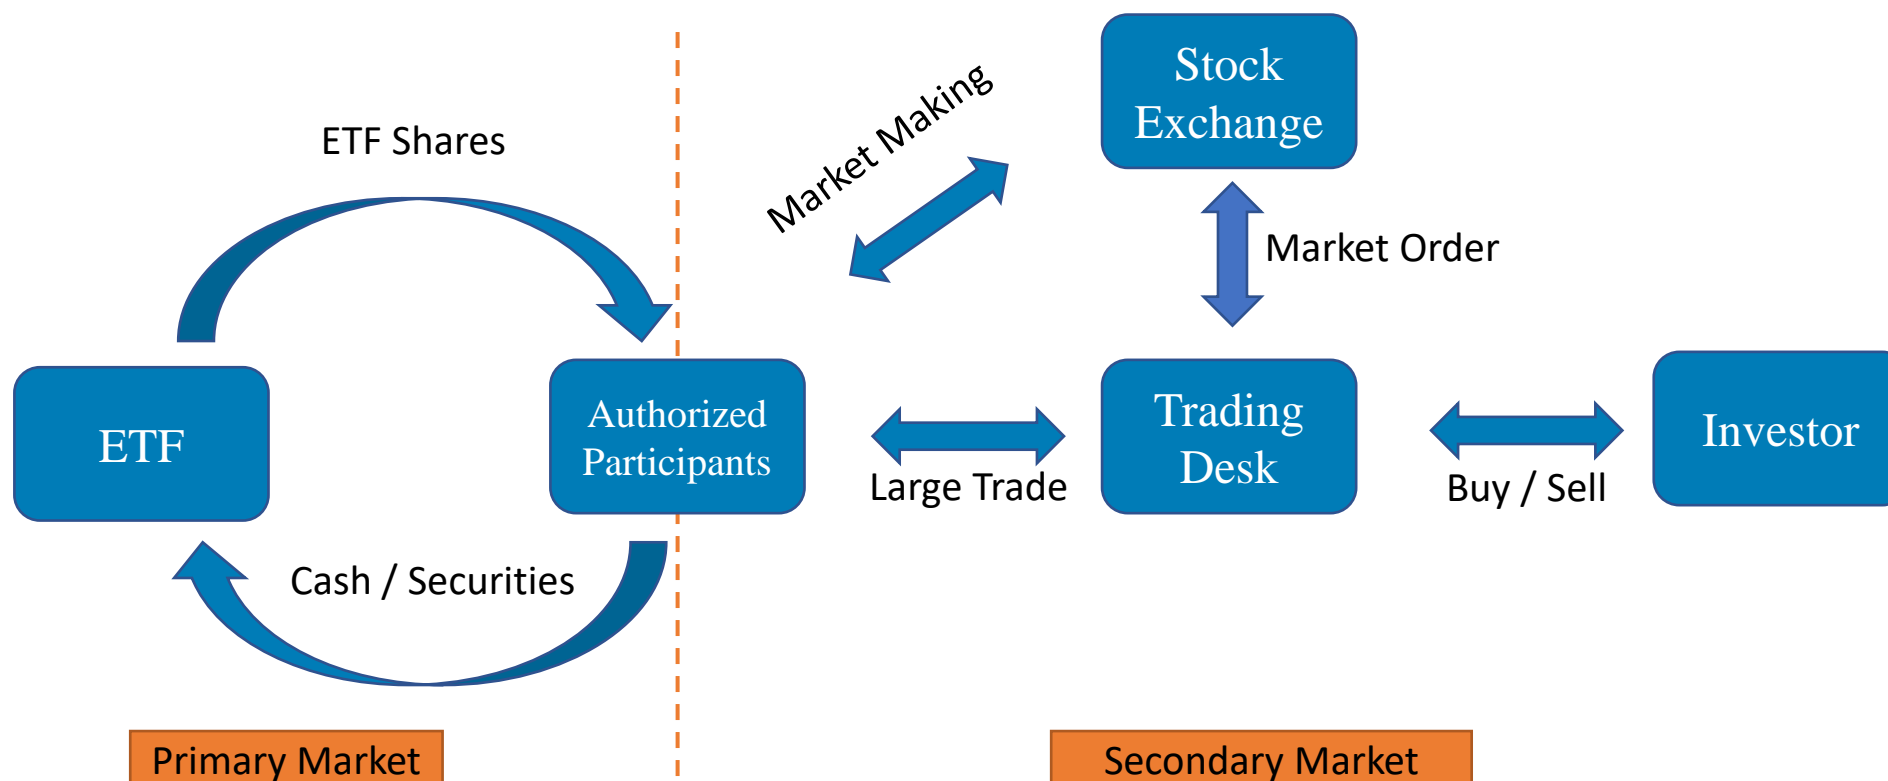 Stock
Exchange
Market Making
ETF Shares
Market Order
ETF
Authorized
Participants
Large Trade
Trading
Desk
Buy / Sell
Investor
Cash / Securities
Primary Market
Secondary Market